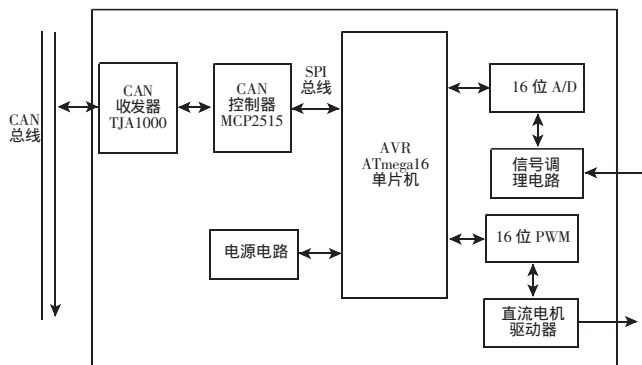 CAN
总线
CAN
收发器
TJA1000
CAN
控制器
MCP2515
SPI
总线
AVR
ATmega16
单片机
电源电路
16 位 A/D
信号调
理电路
16 位 PWM
直流电机
驱动器